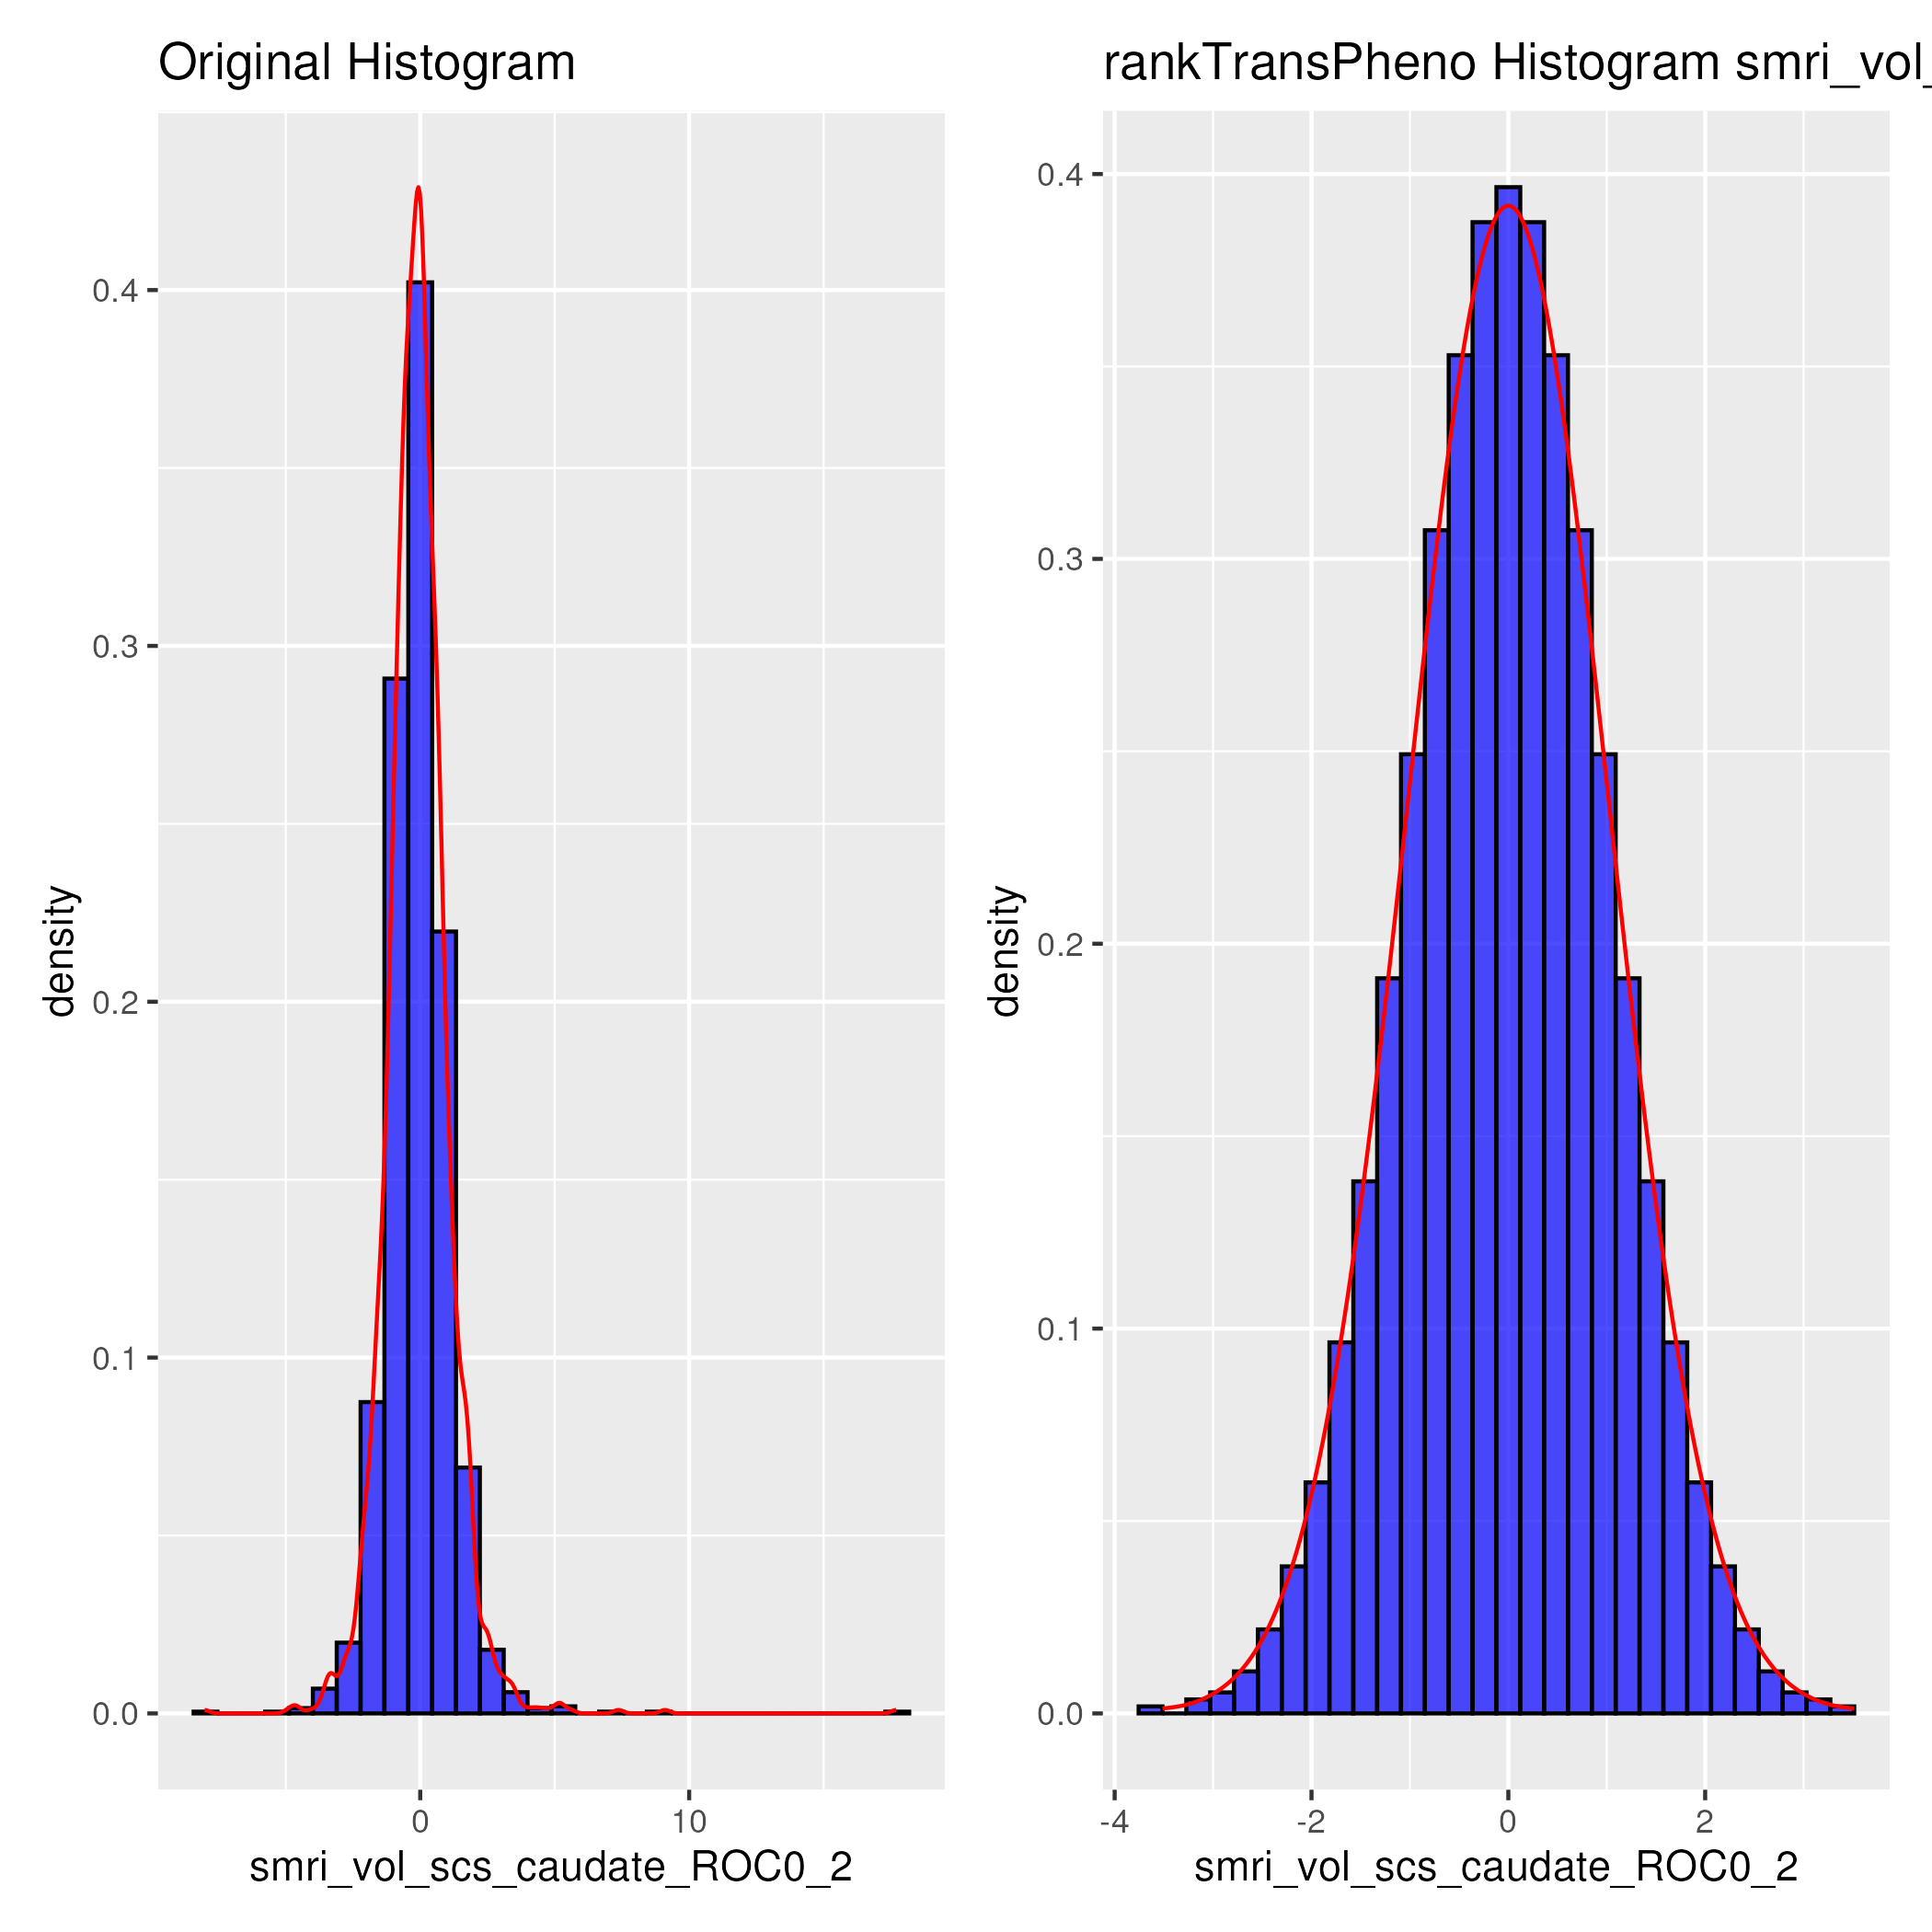 Original Histogram
0.4
0.3
0.2
0.1
0.0
density
0
10
smri_vol_scs_caudate_ROC0_2
rankTransPheno Histogram smri_vol_
0.4
0.3
0.2
0.1
0.0
density
-4
-2
0
2
smri_vol_scs_caudate_ROC0_2